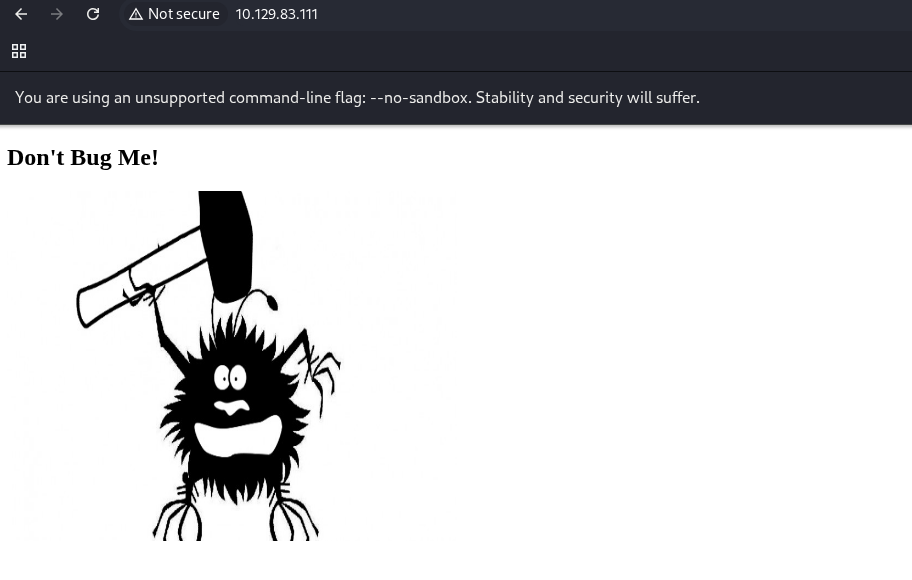 Not secure 10.129.83.111
You are using an unsupported command-line flag: --no-sandbox. Stability and security will suffer.
Don't Bug Me!